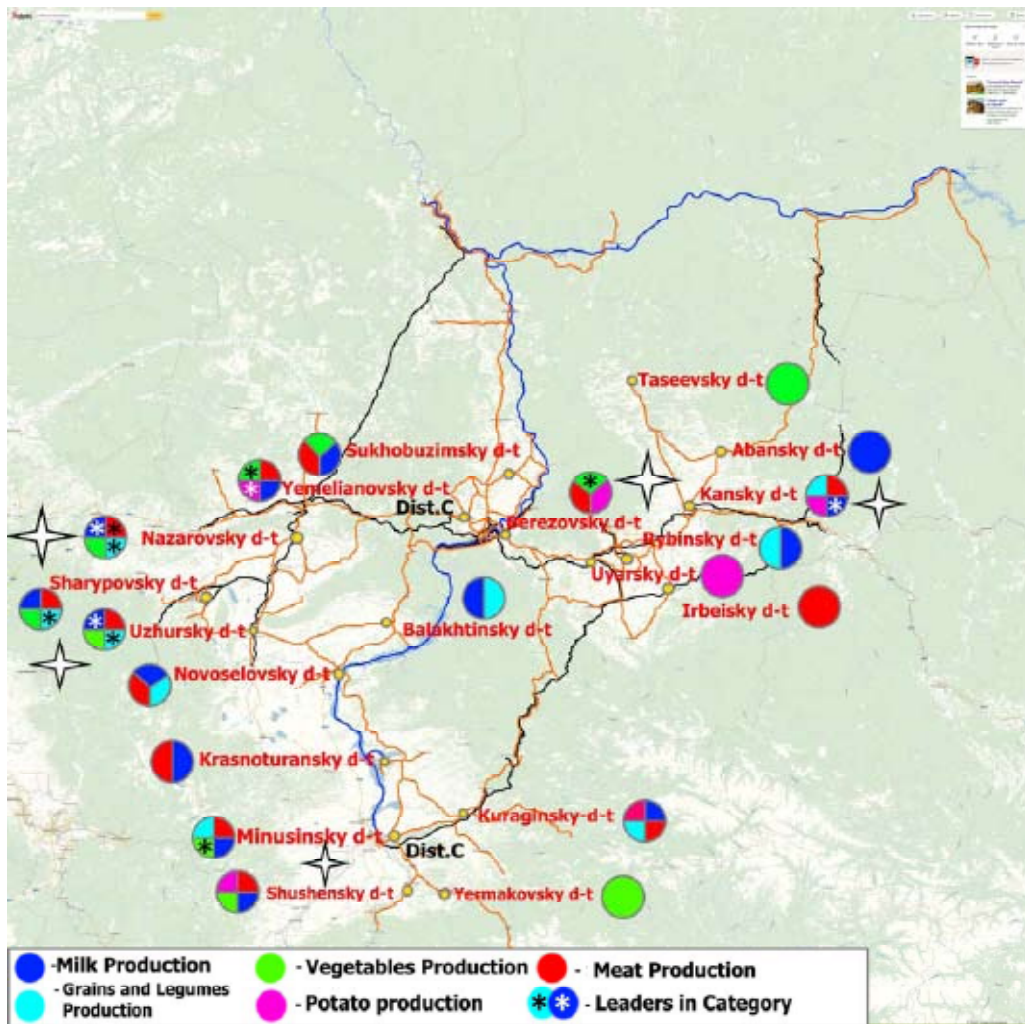 Taseevsky d-t
Sukhobuzimsky d-t
Abansky d-t
Yemelianovsky d-t
Kansky d-t
Dist.C
Berezovsky d-t
Nazarovsky d-t
Rybinsky d-t
Uyarsky d-t
Sharypovsky d-t
Irbeisky d-t
Uzhursky d-t
Balakhtinsky d-t
Novoselovsky d-t
Krasnoturansky d-t
Kuraginsky-d-t
Minusinsky d-t
Dist.C
Shushensky d-t
Yermakovsky d-t
-Milk Production
- Vegetables Production
- Meat Production
- Grains and Legumes
Production
-Potato production
- Leaders in Category